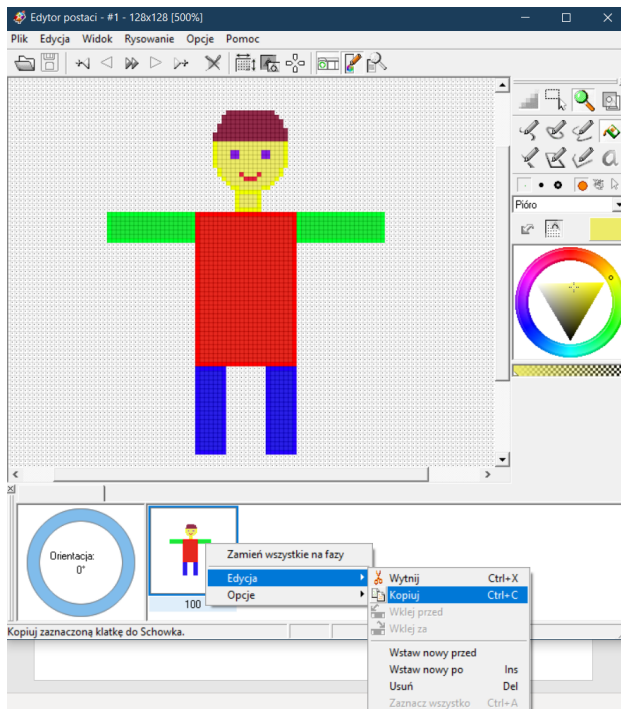 Edytor postaci - #1 - 128x128 [500%]
Plik Edycja Widok Rysowanie Opcje Pomoc
Pióro
Orientacja:
0°
100
Zamień wszystkie na fazy
Edycja
Opcje
Wytnij Ctrl+X
Kopiuj Ctrl+C
Wklej przed
Wklej za
Wstaw nowy przed
Wstaw nowy po Ins
Usuń Del
Zaznacz wszystko Ctrl+A
Kopiuj zaznaczoną klatkę do Schowka.